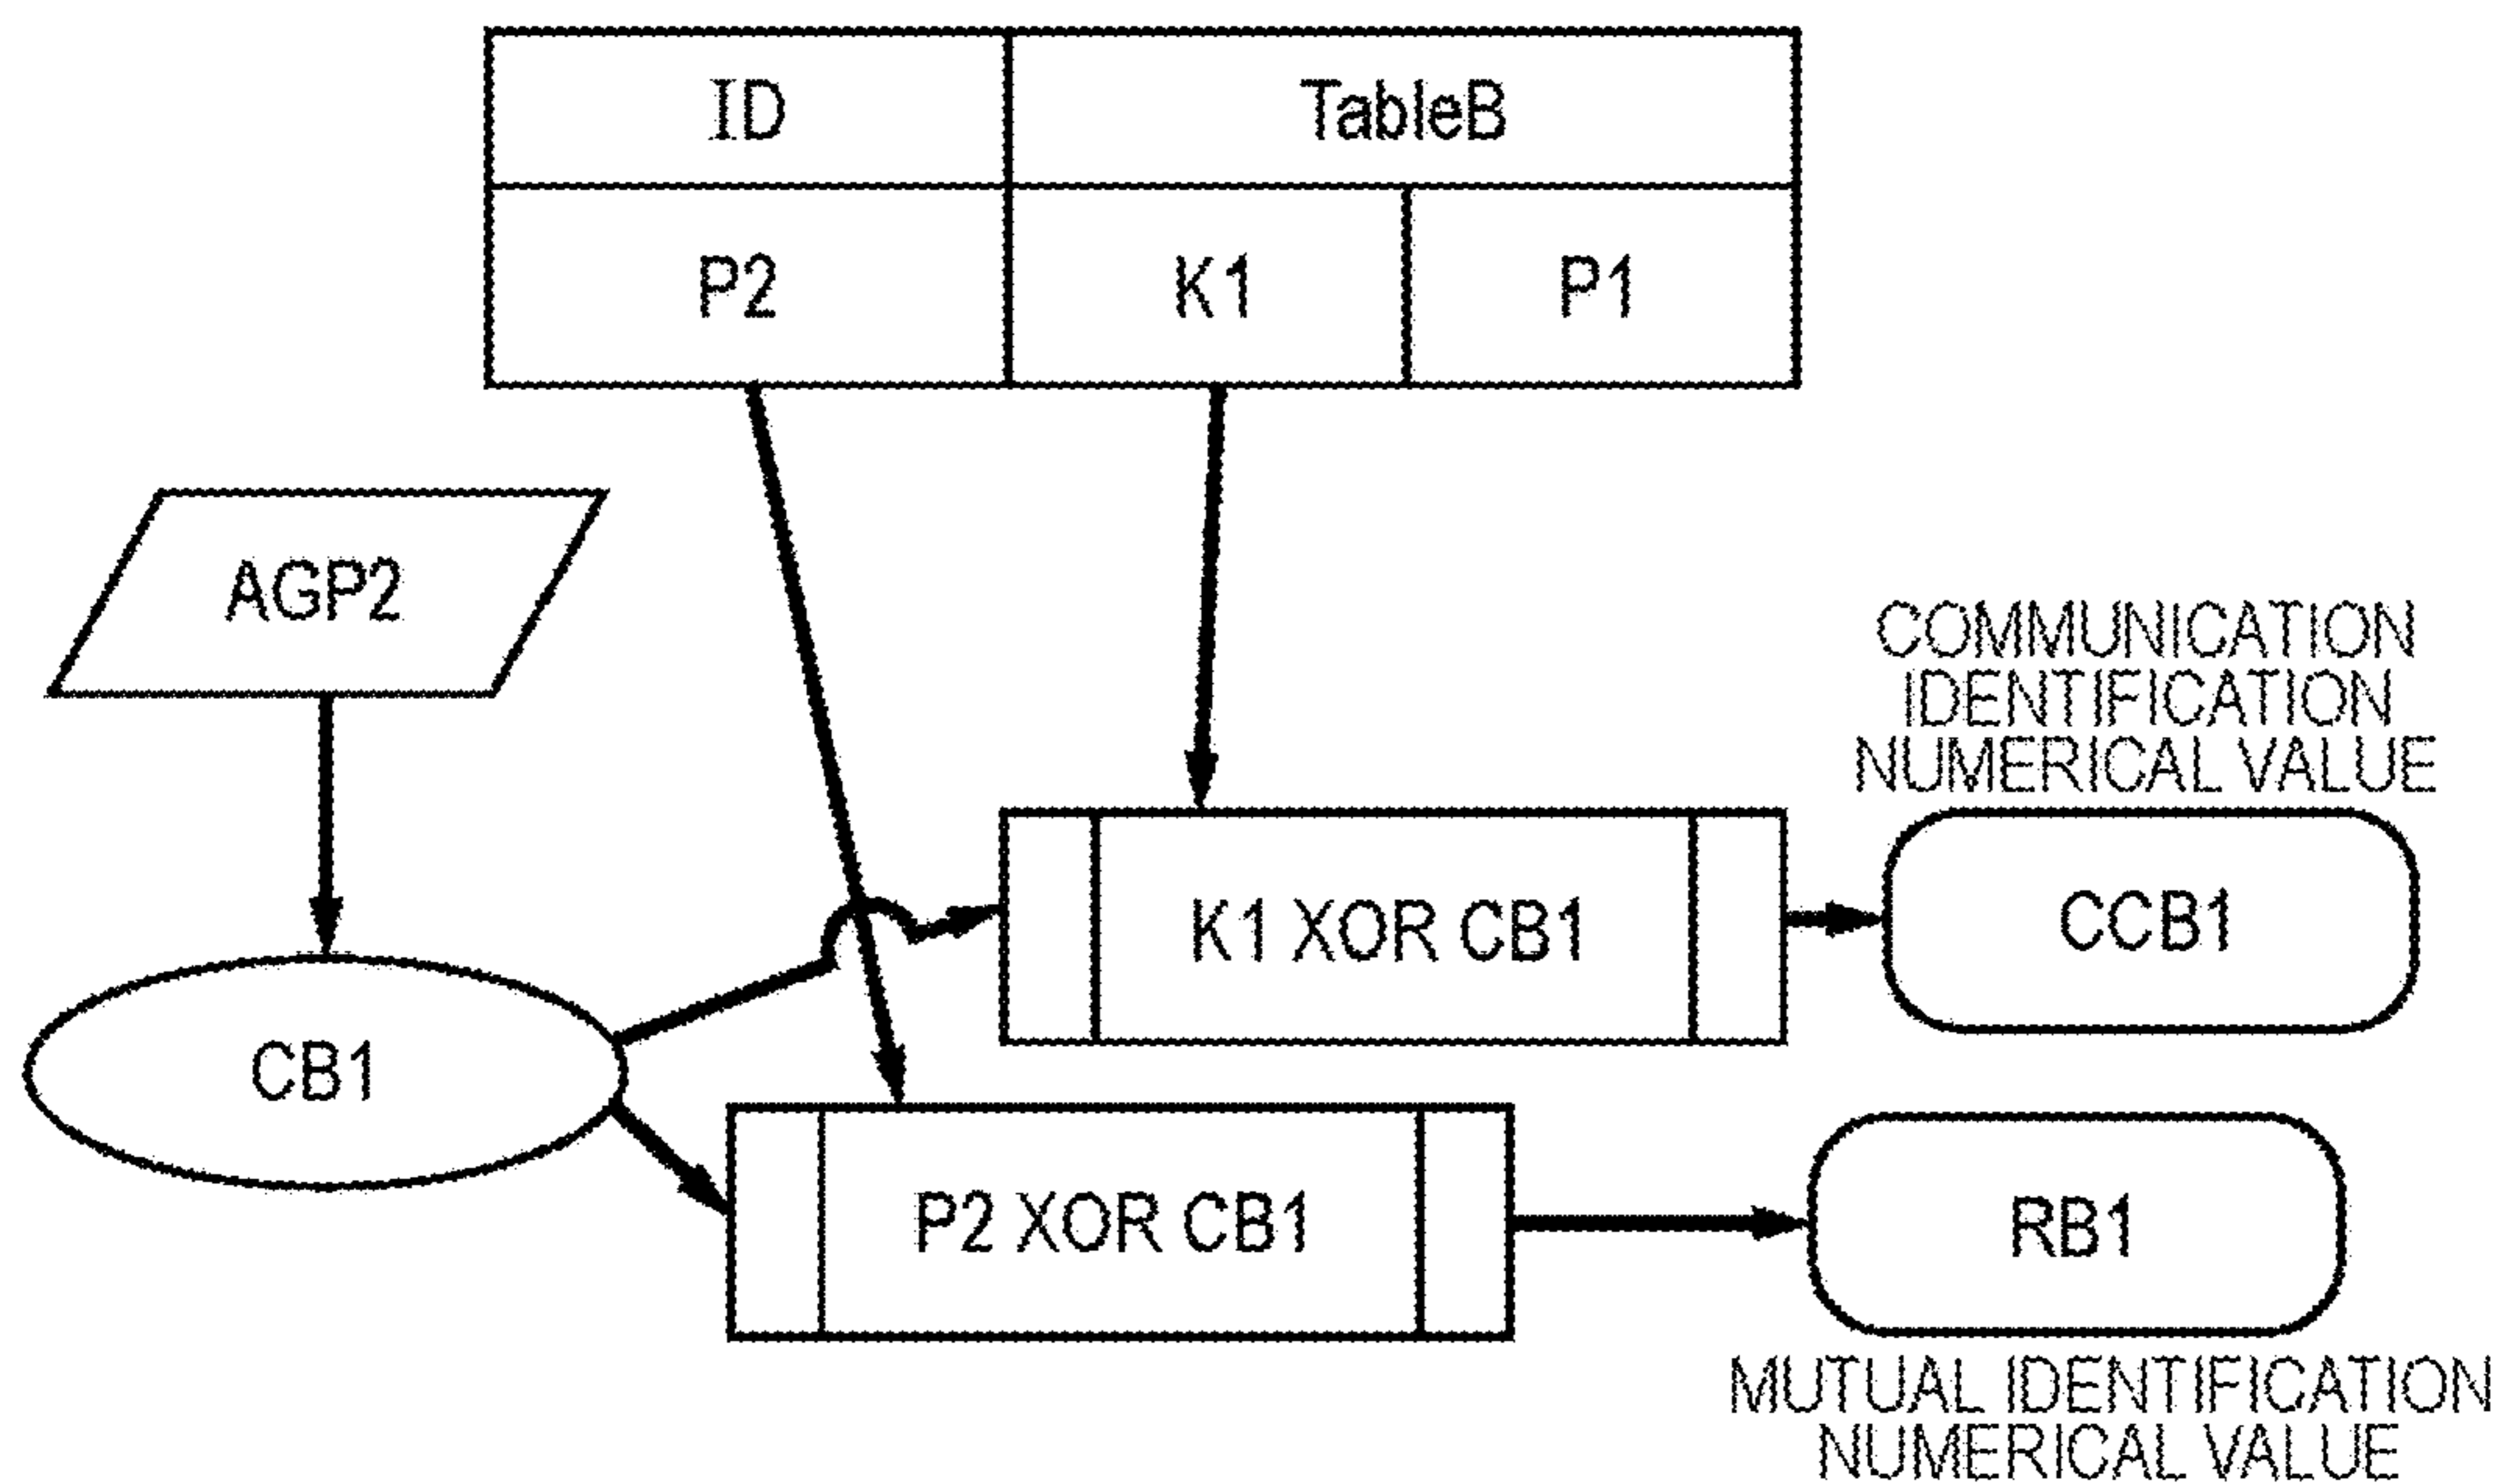 ID
TableB
P2
K1
P1
AGP2
COMMUNICATION
IDENTIFICATION
NUMERICAL VALUE
K1 XOR CB1
CCB1
CB1
P2 XOR CB1
RB1
MUTUAL IDENTIFICATION
NUMERICAL VALUE